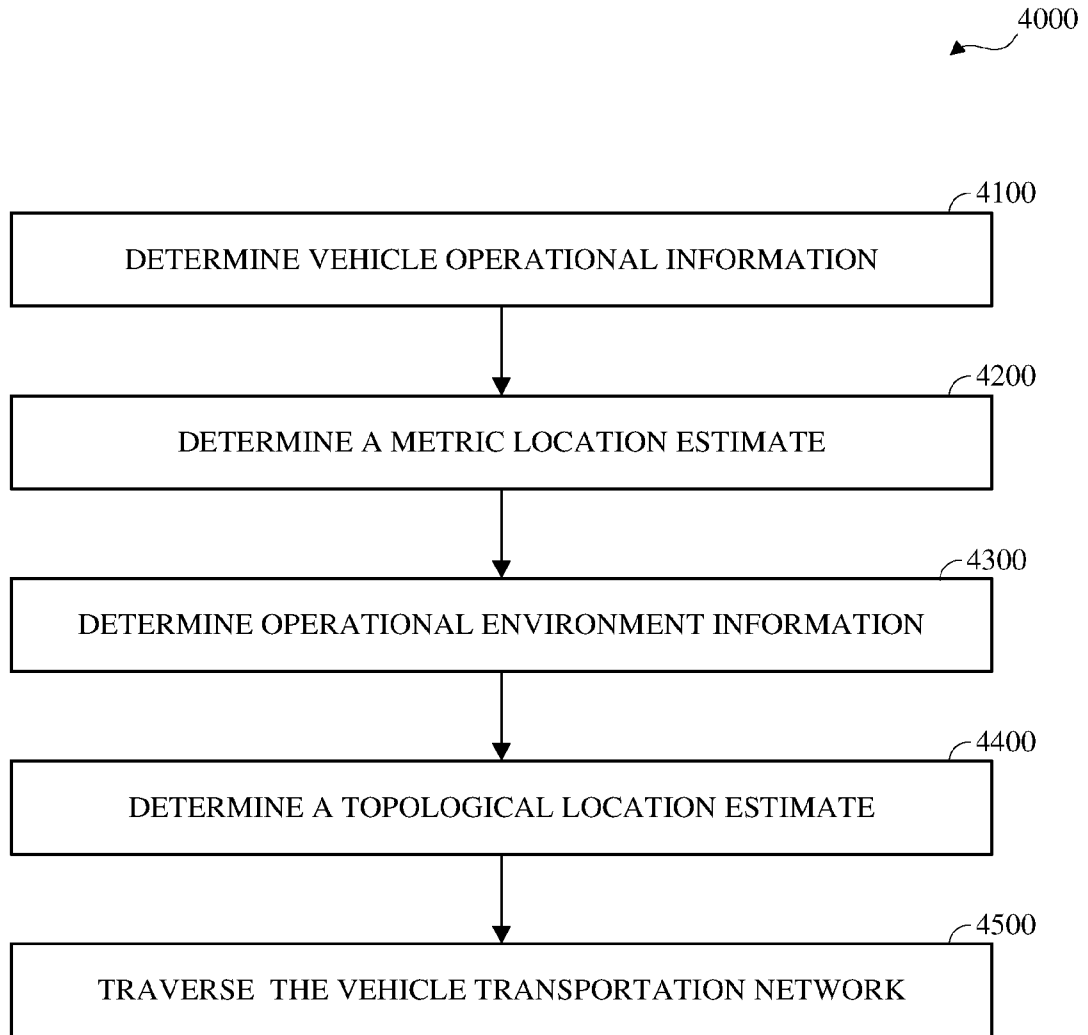 4000
4100
DETERMINE VEHICLE OPERATIONAL INFORMATION
4200
DETERMINE A METRIC LOCATION ESTIMATE
4300
DETERMINE OPERATIONAL ENVIRONMENT INFORMATION
4400
DETERMINE A TOPOLOGICAL LOCATION ESTIMATE
4500
TRAVERSE THE VEHICLE TRANSPORTATION NETWORK